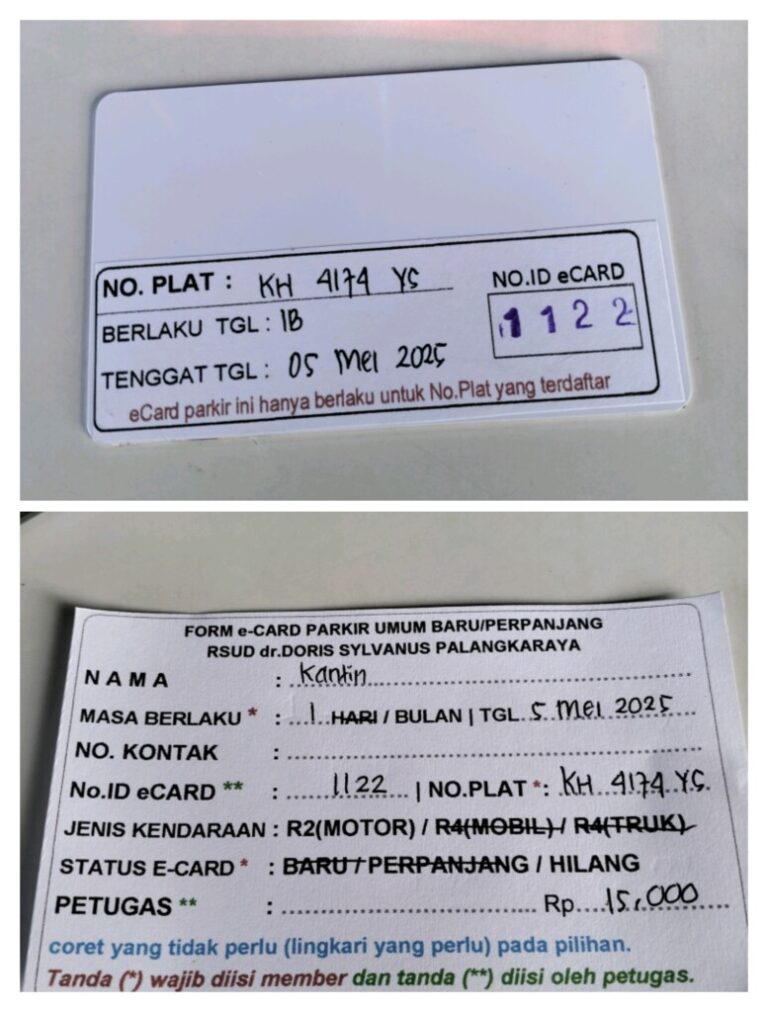 NO. PLAT : KH 4174 YS
NO.ID eCARD
1122
BERLAKU TGL : 1B
TENGGAT TGL : 05 Mei 2025
eCard parkir ini hanya berlaku untuk No.Plat yang terdaftar
FORM e-CARD PARKIR UMUM BARU/PERPANJANG
RSUD dr.DORIS SYLVANUS PALANGKARAYA
NAMA : Kantin
MASA BERLAKU * : 1 HARI / BULAN | TGL 5 Mei 2025
NO. KONTAK :
No.ID eCARD ** : 1122 | NO.PLAT *: KH 4174 YS
JENIS KENDARAAN : R2(MOTOR) / R4(MOBIL) / R4(TRUK)
STATUS E-CARD * : BARU / PERPANJANG / HILANG
PETUGAS ** : Rp 15.000
coret yang tidak perlu (lingkari yang perlu) pada pilihan.
Tanda (*) wajib diisi member dan tanda (**) diisi oleh petugas.